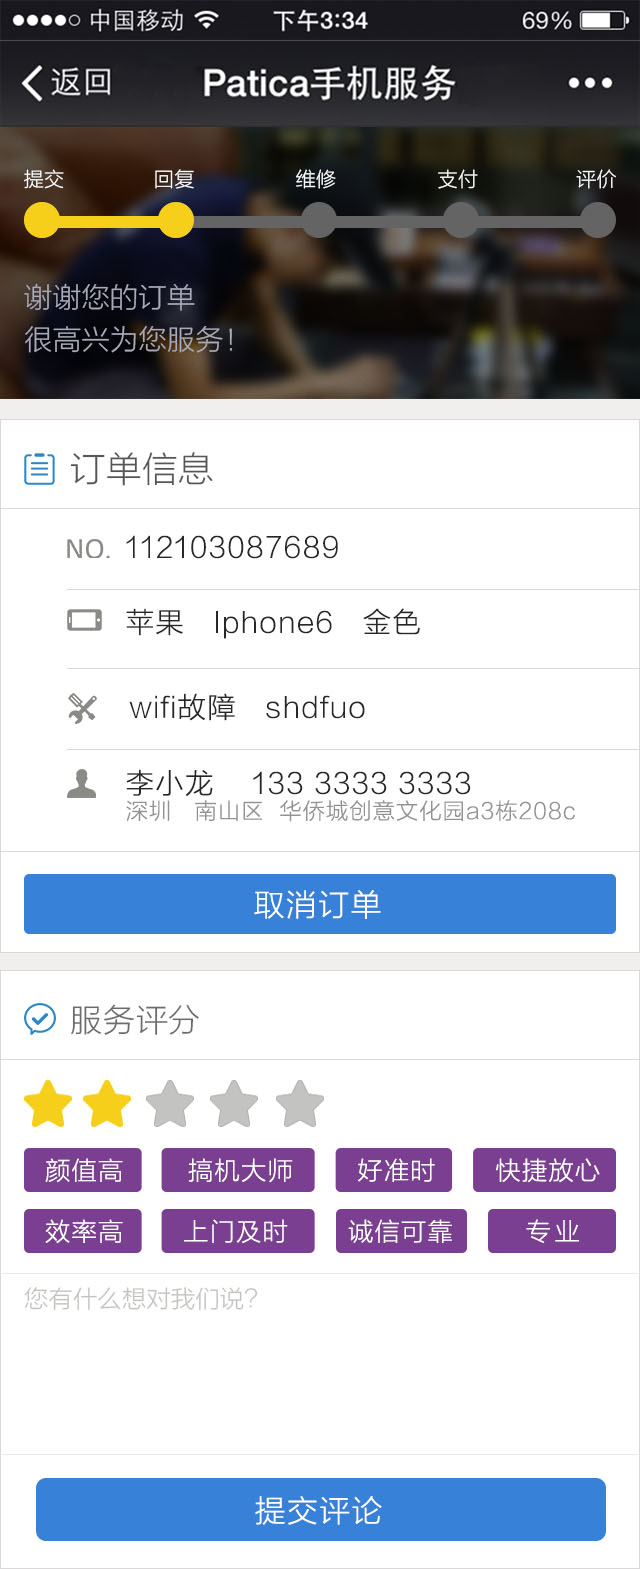 中国移动 下午3:34 69%
返回 Patica手机服务
提交 回复 维修 支付 评价
谢谢您的订单
很高兴为您服务!
订单信息
NO. 112103087689
苹果 Iphone6 金色
wifi故障 shdfuo
李小龙 133 3333 3333
深圳 南山区 华侨城创意文化园a3栋208c
取消订单
服务评分
颜值高 搞机大师 好准时 快捷放心
效率高 上门及时 诚信可靠 专业
您有什么想对我们说?
提交评论